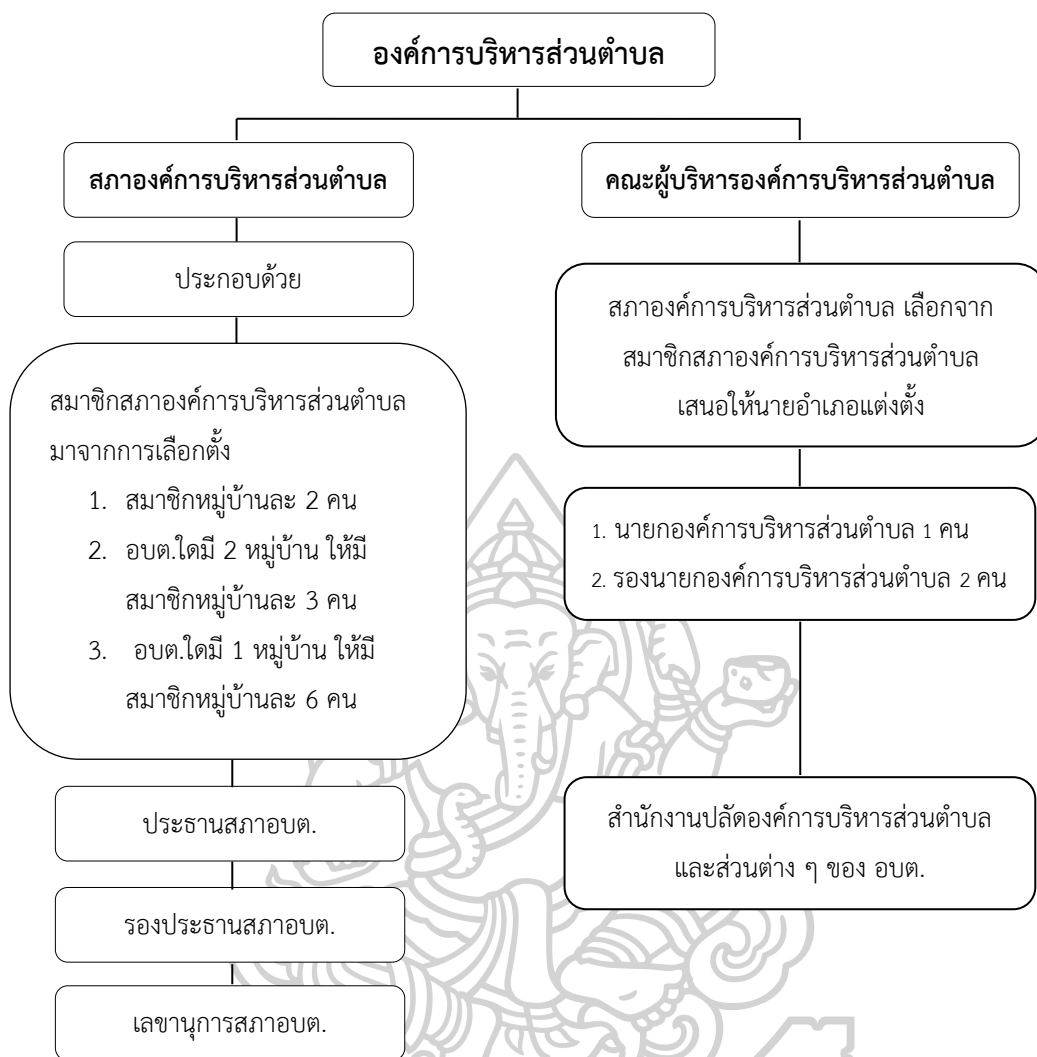 องค์การบริหารส่วนตำบล
สภาองค์การบริหารส่วนตำบล
ประกอบด้วย
สมาชิกสภาองค์การบริหารส่วนตำบล
มาจากการเลือกตั้ง
1. สมาชิกหมู่บ้านละ 2 คน
2. อบต.ใดมี 2 หมู่บ้าน ให้มี
สมาชิกหมู่บ้านละ 3 คน
3. อบต.ใดมี 1 หมู่บ้าน ให้มี
สมาชิกหมู่บ้านละ 6 คน
ประธานสภาอบต.
รองประธานสภาอบต.
เลขานุการสภาอบต.
คณะผู้บริหารองค์การบริหารส่วนตำบล
สภาองค์การบริหารส่วนตำบล เลือกจาก
สมาชิกสภาองค์การบริหารส่วนตำบล
เสนอให้นายอำเภอแต่งตั้ง
1. นายกองค์การบริหารส่วนตำบล 1 คน
2. รองนายกองค์การบริหารส่วนตำบล 2 คน
สำนักงานปลัดองค์การบริหารส่วนตำบล
และส่วนต่าง ๆ ของ อบต.